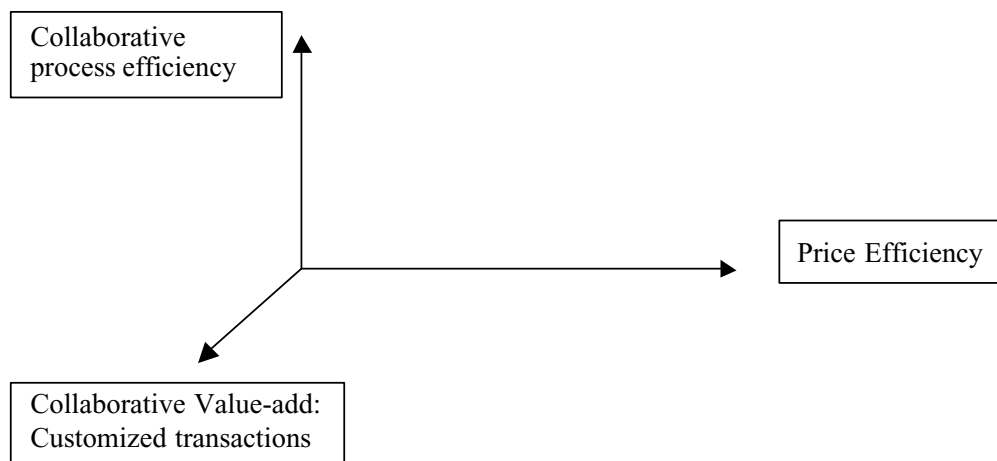 Collaborative
process efficiency
Price Efficiency
Collaborative Value-add:
Customized transactions